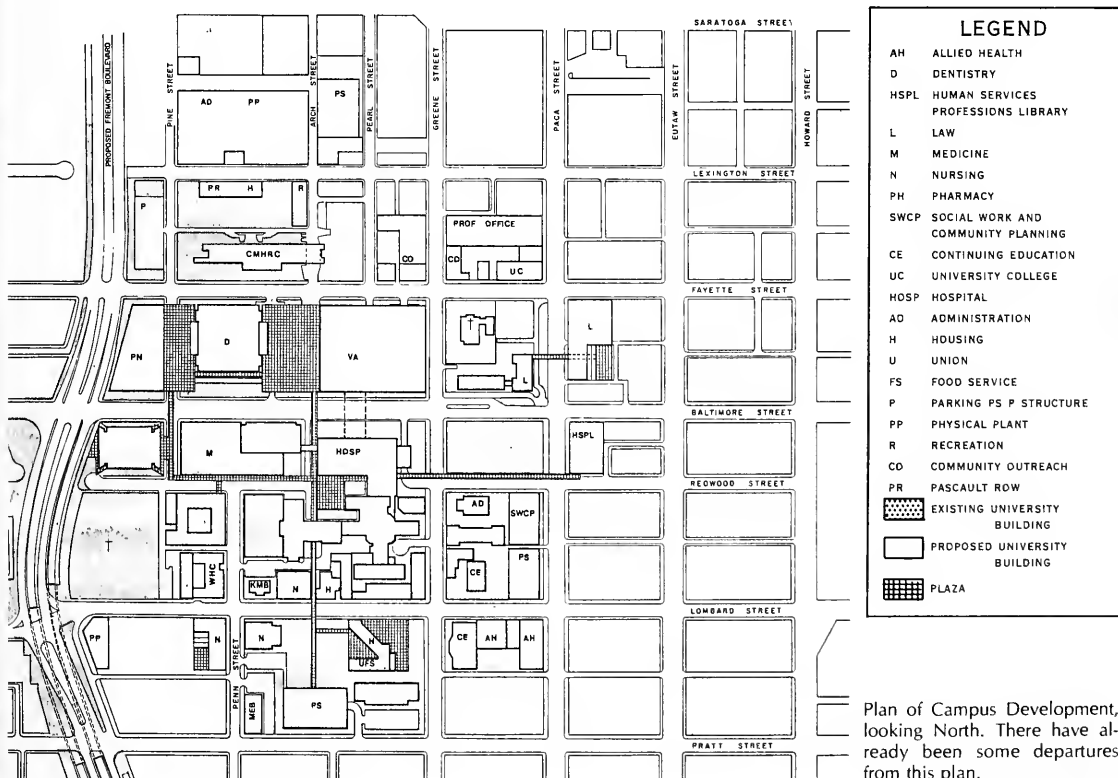 SARATOGA STREET
PROPOSED FREMONT BOULEVARD
PINE STREET
ARCH STREET
PEARL STREET
GREENE STREET
PACA STREET
EUTAW STREET
HOWARD STREET
AD PP
PS
LEXINGTON STREET
P
PR H R
CMHRC
CO
PROF OFFICE
CO
UC
FAYETTE STREET
PN
D
VA
L
L
BALTIMORE STREET
M
HOSP
HSPL
REDWOOD STREET
AD
SWCP
WHC
KMB
N
H
CE
PS
LOMBARD STREET
PP
N
PENN STREET
N
H
UFS
CE
AH
AH
MEB
PS
PRATT STREET
LEGEND
AH ALLIED HEALTH
D DENTISTRY
HSPL HUMAN SERVICES
PROFESSIONS LIBRARY
L LAW
M MEDICINE
N NURSING
PH PHARMACY
SWCP SOCIAL WORK AND
COMMUNITY PLANNING
CE CONTINUING EDUCATION
UC UNIVERSITY COLLEGE
HOSP HOSPITAL
AD ADMINISTRATION
H HOUSING
U UNION
FS FOOD SERVICE
P PARKING PS P STRUCTURE
PP PHYSICAL PLANT
R RECREATION
CO COMMUNITY OUTREACH
PR PASCAULT ROW
EXISTING UNIVERSITY
BUILDING
PROPOSED UNIVERSITY
BUILDING
PLAZA
Plan of Campus Development,
looking North. There have al-
ready been some departures
from this plan.